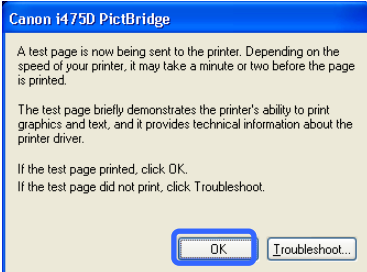 Canon i475D PictBridge
A test page is now being sent to the printer. Depending on the
speed of your printer, it may take a minute or two before the page
is printed.
The test page briefly demonstrates the printer's ability to print
graphics and text, and it provides technical information about the
printer driver.
If the test page printed, click OK.
If the test page did not print, click Troubleshoot.
OK
Troubleshoot...